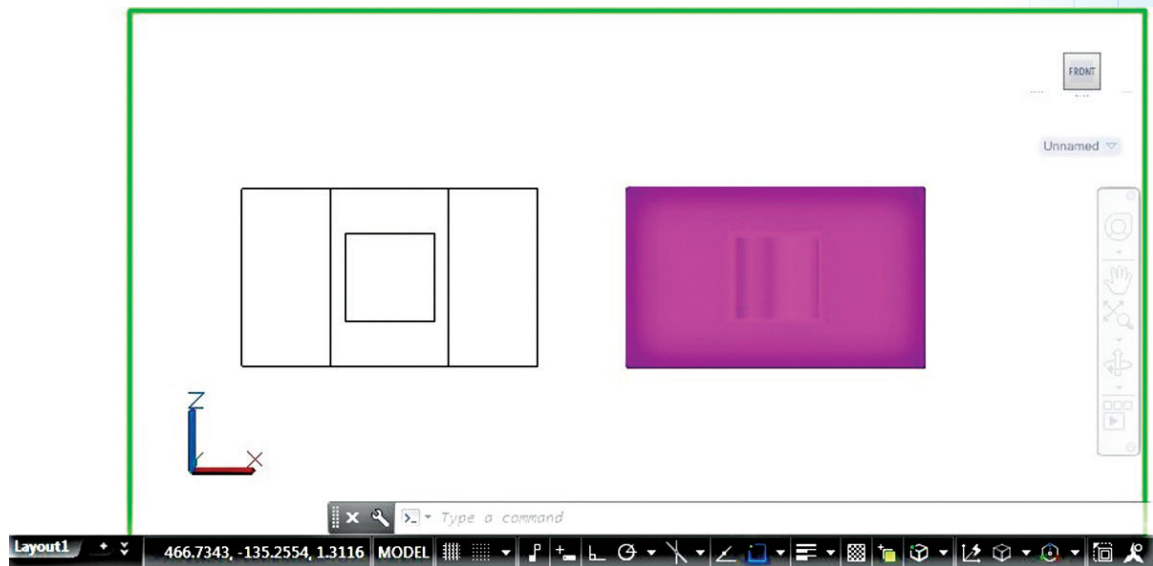 FRONT
Unnamed
Z
X
Type a command
Layout1 466.7343, -135.2554, 1.3116 MODEL